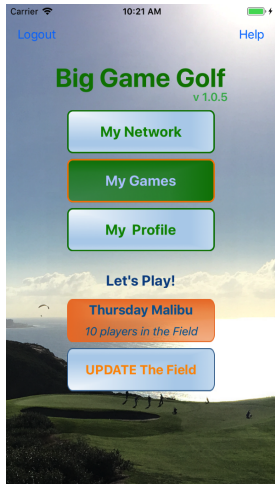 Carrier 10:21 AM
Logout Help
Big Game Golf
v 1.0.5
My Network
My Games
My Profile
Let's Play!
Thursday Malibu
10 players in the Field
UPDATE The Field